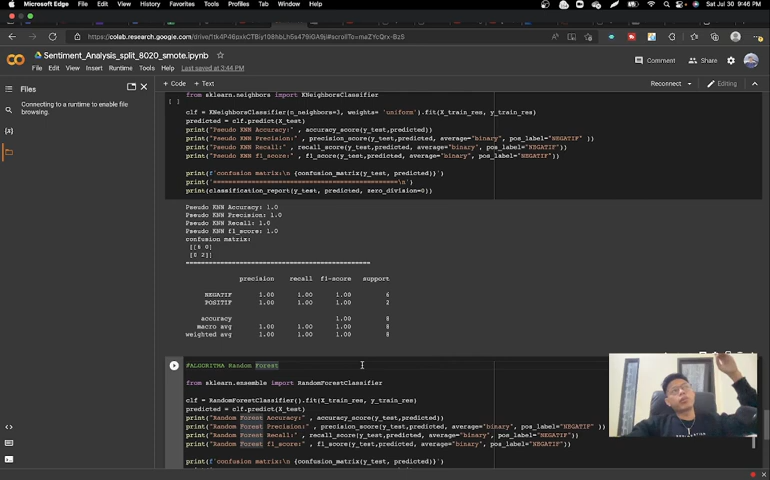 Microsoft Edge File Edit View History Favorites Tools Profiles Tab Window Help Sat Jul 30 9:46 PM
Sentiment_Analysis_split_8020_smote.ipynb
File Edit View Insert Runtime Tools Help Last saved at 3:44 PM
Comment Share
Files
+ Code + Text
Reconnect Editing
Connecting to a runtime to enable file
browsing.
from sklearn.neighbors import KNeighborsClassifier
clf = KNeighborsClassifier(n_neighbors=3, weights= 'uniform').fit(X_train_res, y_train_res)
predicted = clf.predict(X_test)
print("Pseudo KNN Accuracy:" , accuracy_score(y_test,predicted))
print("Pseudo KNN Precision:" , precision_score(y_test,predicted, average="binary", pos_label="NEGATIF" ))
print("Pseudo KNN Recall:" , recall_score(y_test,predicted, average="binary", pos_label="NEGATIF"))
print("Pseudo KNN f1_score:" , f1_score(y_test,predicted, average="binary", pos_label="NEGATIF"))
print(f'confusion matrix:\n {confusion_matrix(y_test, predicted)}')
print('================================================\n')
print(classification_report(y_test, predicted, zero_division=0))
Pseudo KNN Accuracy: 1.0
Pseudo KNN Precision: 1.0
Pseudo KNN Recall: 1.0
Pseudo KNN f1_score: 1.0
confusion matrix:
[[6 0]
[0 2]]
================================================
precision recall f1-score support
NEGATIF 1.00 1.00 1.00 6
POSITIF 1.00 1.00 1.00 2
accuracy 1.00 8
macro avg 1.00 1.00 1.00 8
weighted avg 1.00 1.00 1.00 8
#ALGORITMA Random Forest
from sklearn.ensemble import RandomForestClassifier
clf = RandomForestClassifier().fit(X_train_res, y_train_res)
predicted = clf.predict(X_test)
print("Random Forest Accuracy:" , accuracy_score(y_test,predicted))
print("Random Forest Precision:" , precision_score(y_test,predicted, average="binary", pos_label="NEGATIF" ))
print("Random Forest Recall:" , recall_score(y_test,predicted, average="binary", pos_label="NEGATIF"))
print("Random Forest f1_score:" , f1_score(y_test,predicted, average="binary", pos_label="NEGATIF"))
print(f'confusion matrix:\n {confusion_matrix(y_test, predicted)}')